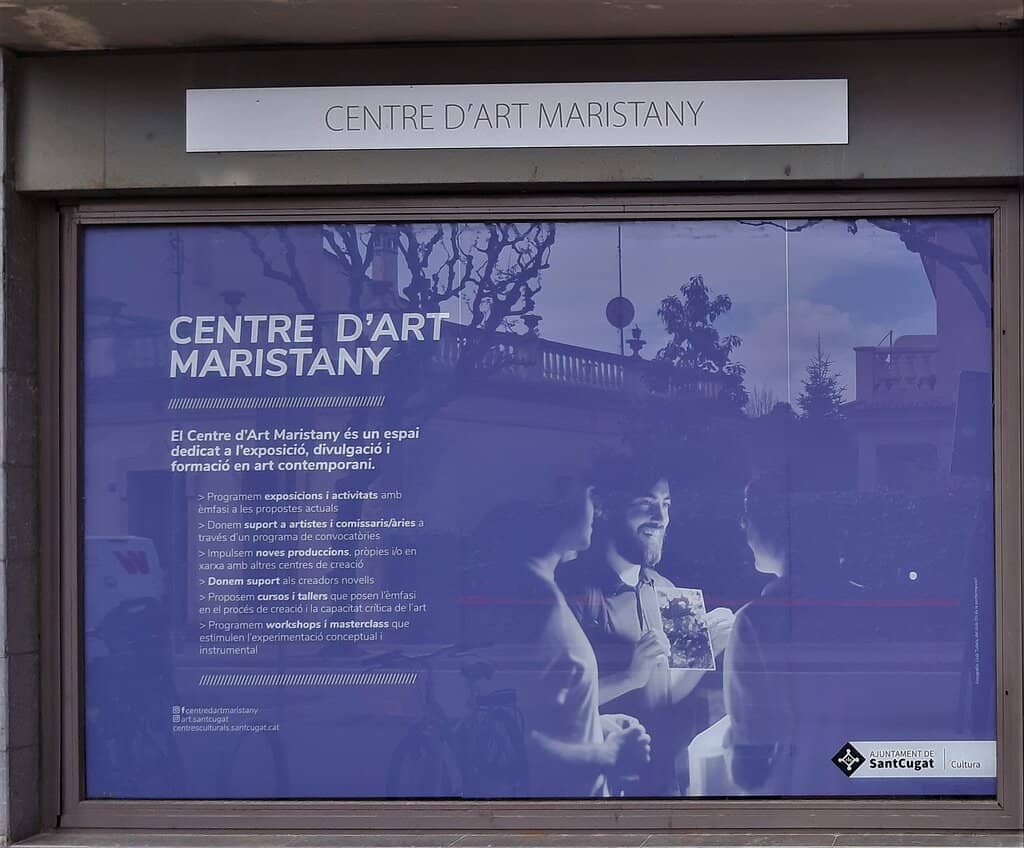 CENTRE D'ART MARISTANY
CENTRE D'ART
MARISTANY
El Centre d'Art Maristany és un espai
dedicat a l'exposició, divulgació i
formació en art contemporani.
> Programem exposicions i activitats amb
èmfasi a les propostes actuals
> Donem suport a artistes i comissaris/àries a
través d'un programa de convocatòries
> Impulsem noves produccions, pròpies i/o en
xarxa amb altres centres de creació
> Donem suport als creadors novells
> Proposem cursos i tallers que posen l'èmfasi
en el procés de creació i la capacitat crítica de l'art
> Programem workshops i masterclass que
estimulen l'experimentació conceptual i
instrumental
centredartmaristany
art.santcugat
centresculturals.santcugat.cat
AJUNTAMENT DE
SantCugat
Cultura
W